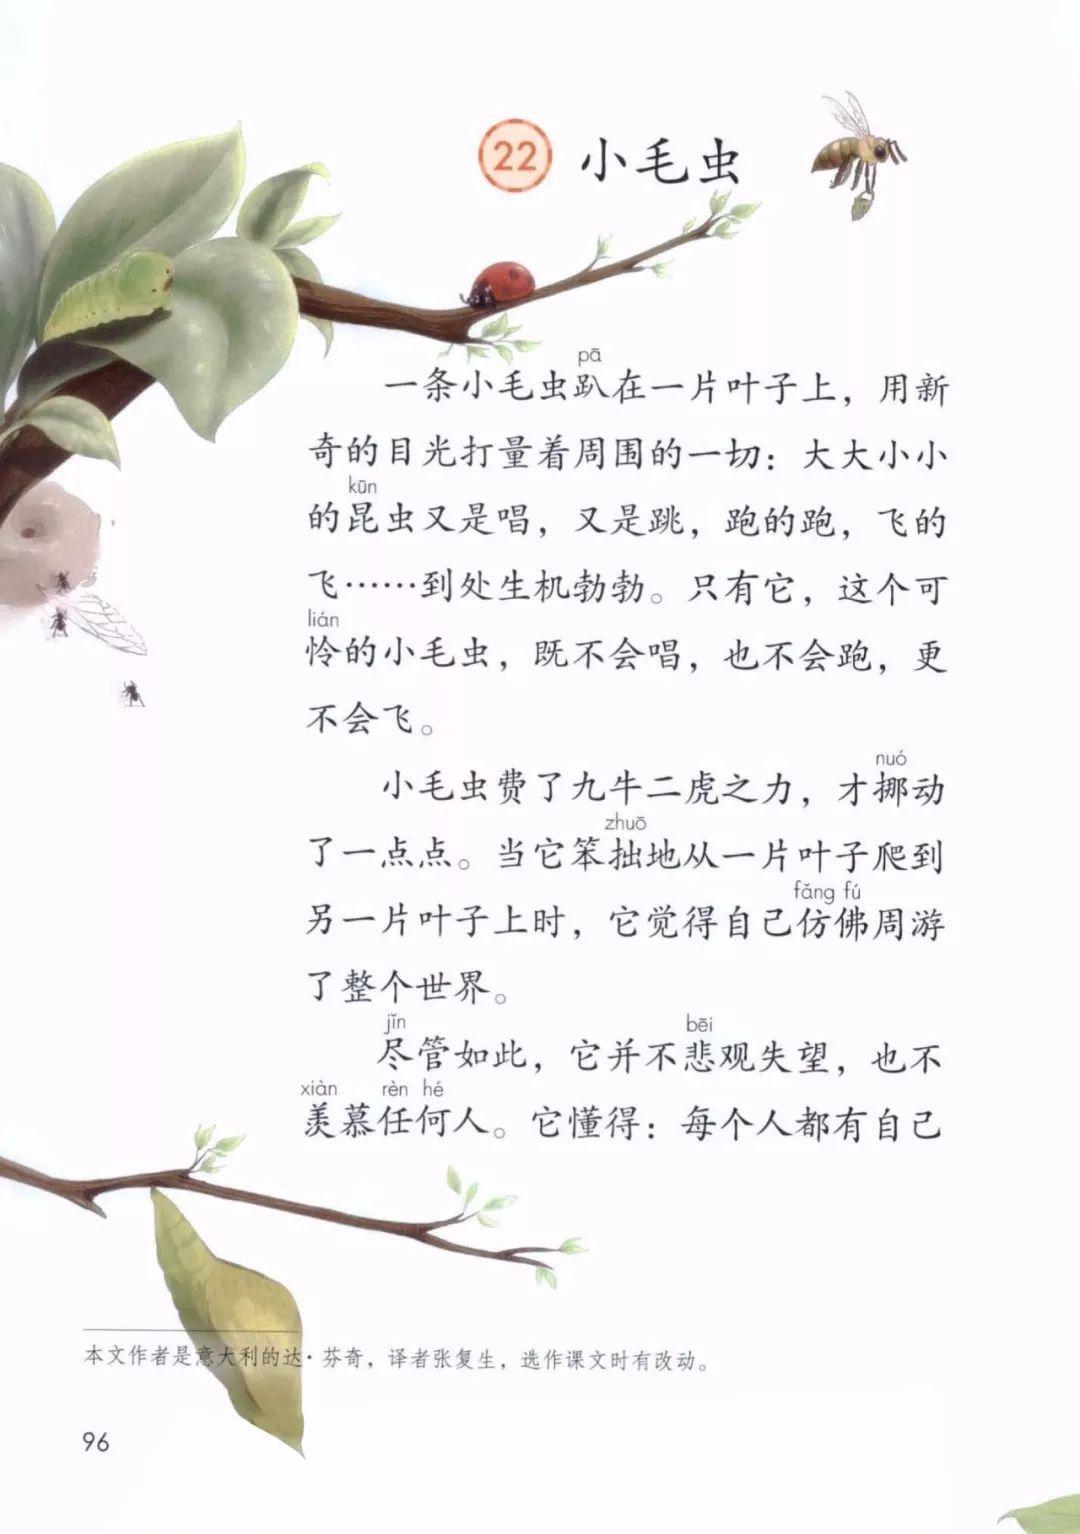 22 小毛虫
pā
一条小毛虫趴在一片叶子上，用新
奇的目光打量着周围的一切：大大小小
kūn
的昆虫又是唱，又是跳，跑的跑，飞的
飞……到处生机勃勃。只有它，这个可
lián
怜的小毛虫，既不会唱，也不会跑，更
不会飞。
nuó
小毛虫费了九牛二虎之力，才挪动
zhuō
了一点点。当它笨拙地从一片叶子爬到
fǎng fú
另一片叶子上时，它觉得自己仿佛周游
了整个世界。
jǐn bēi
尽管如此，它并不悲观失望，也不
xiàn rèn hé
羡慕任何人。它懂得：每个人都有自己
本文作者是意大利的达·芬奇，译者张复生，选作课文时有改动。
96